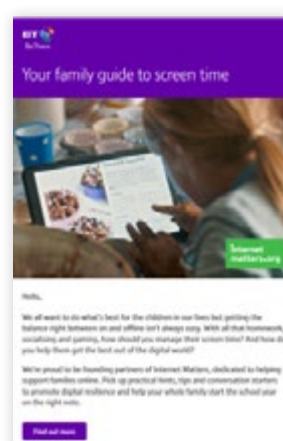 BT
Be There
Your family guide to screen time
internet
matters.org
Hello,
We all want to do what's best for the children in our lives but getting the
balance right between on and offline isn't always easy. With all that homework,
socialising and gaming, how should you manage their screen time? And how do
you help them get the best out of the digital world?
We're proud to be founding partners of Internet Matters, dedicated to helping
support families online. Pick up practical hints, tips and conversation starters
to promote digital resilience and help your whole family start the school year
on the right note.
Find out more